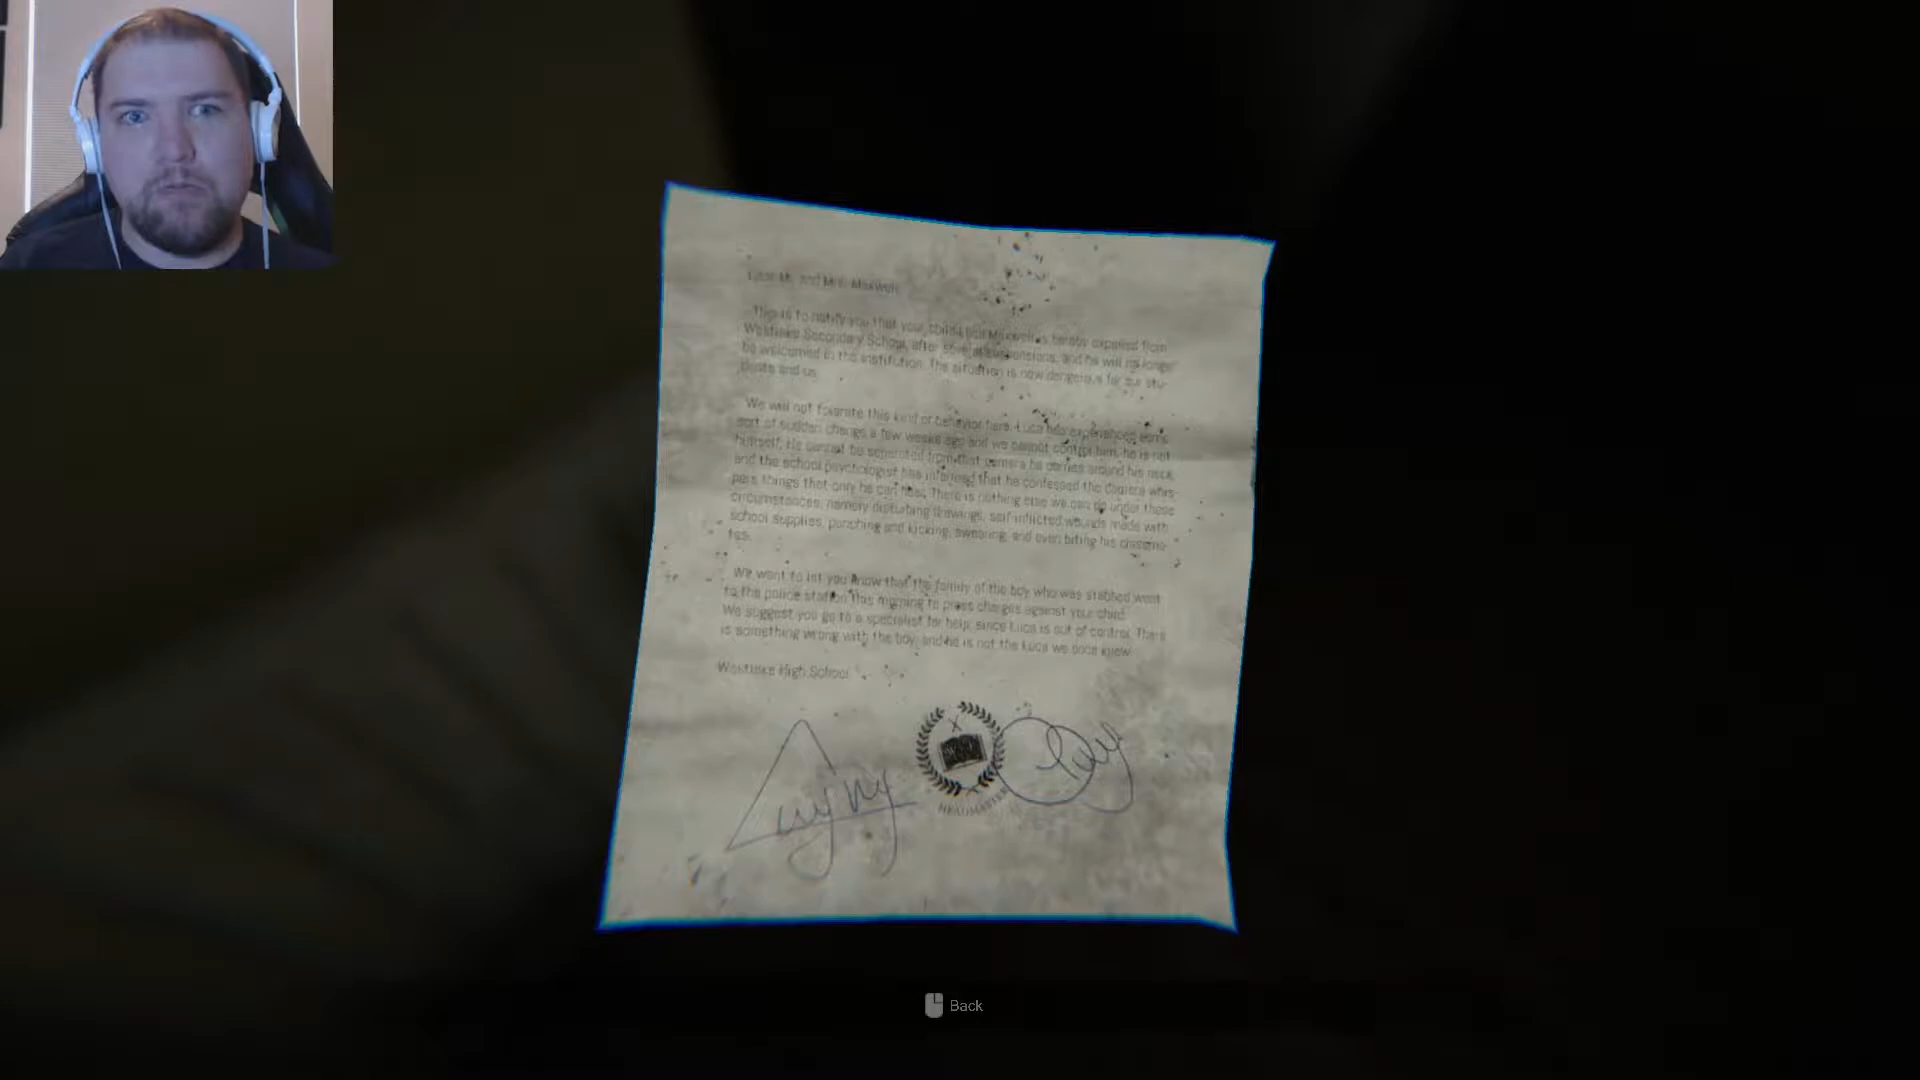 Dear Mr. and Mrs. Maxwell
This is to notify you that your child Maxwell is hereby expelled from
Westlake Secondary School, after several suspensions, and he will no longer
be welcomed in the institution. The situation is now dangerous for our stu-
dents and us.
We will not tolerate this kind of behavior here. Luca has experienced some
sort of sudden change a few weeks ago and we cannot control him, he is not
himself. He cannot be separated from that camera he carries around his neck
and the school psychologist has informed that he confessed the camera whis
pers things that only he can hear. There is nothing else we can do under these
circumstances, namely disturbing drawings, self-inflicted wounds made with
school supplies, punching and kicking, swearing, and even biting his classma-
tes.
We want to let you know that the family of the boy who was stabbed went
to the police station this morning to press charges against your child.
We suggest you go to a specialist for help, since Luca is out of control. There
is something wrong with the boy, and he is not the Luca we once knew.
Westlake High School
HEADMASTER
Back